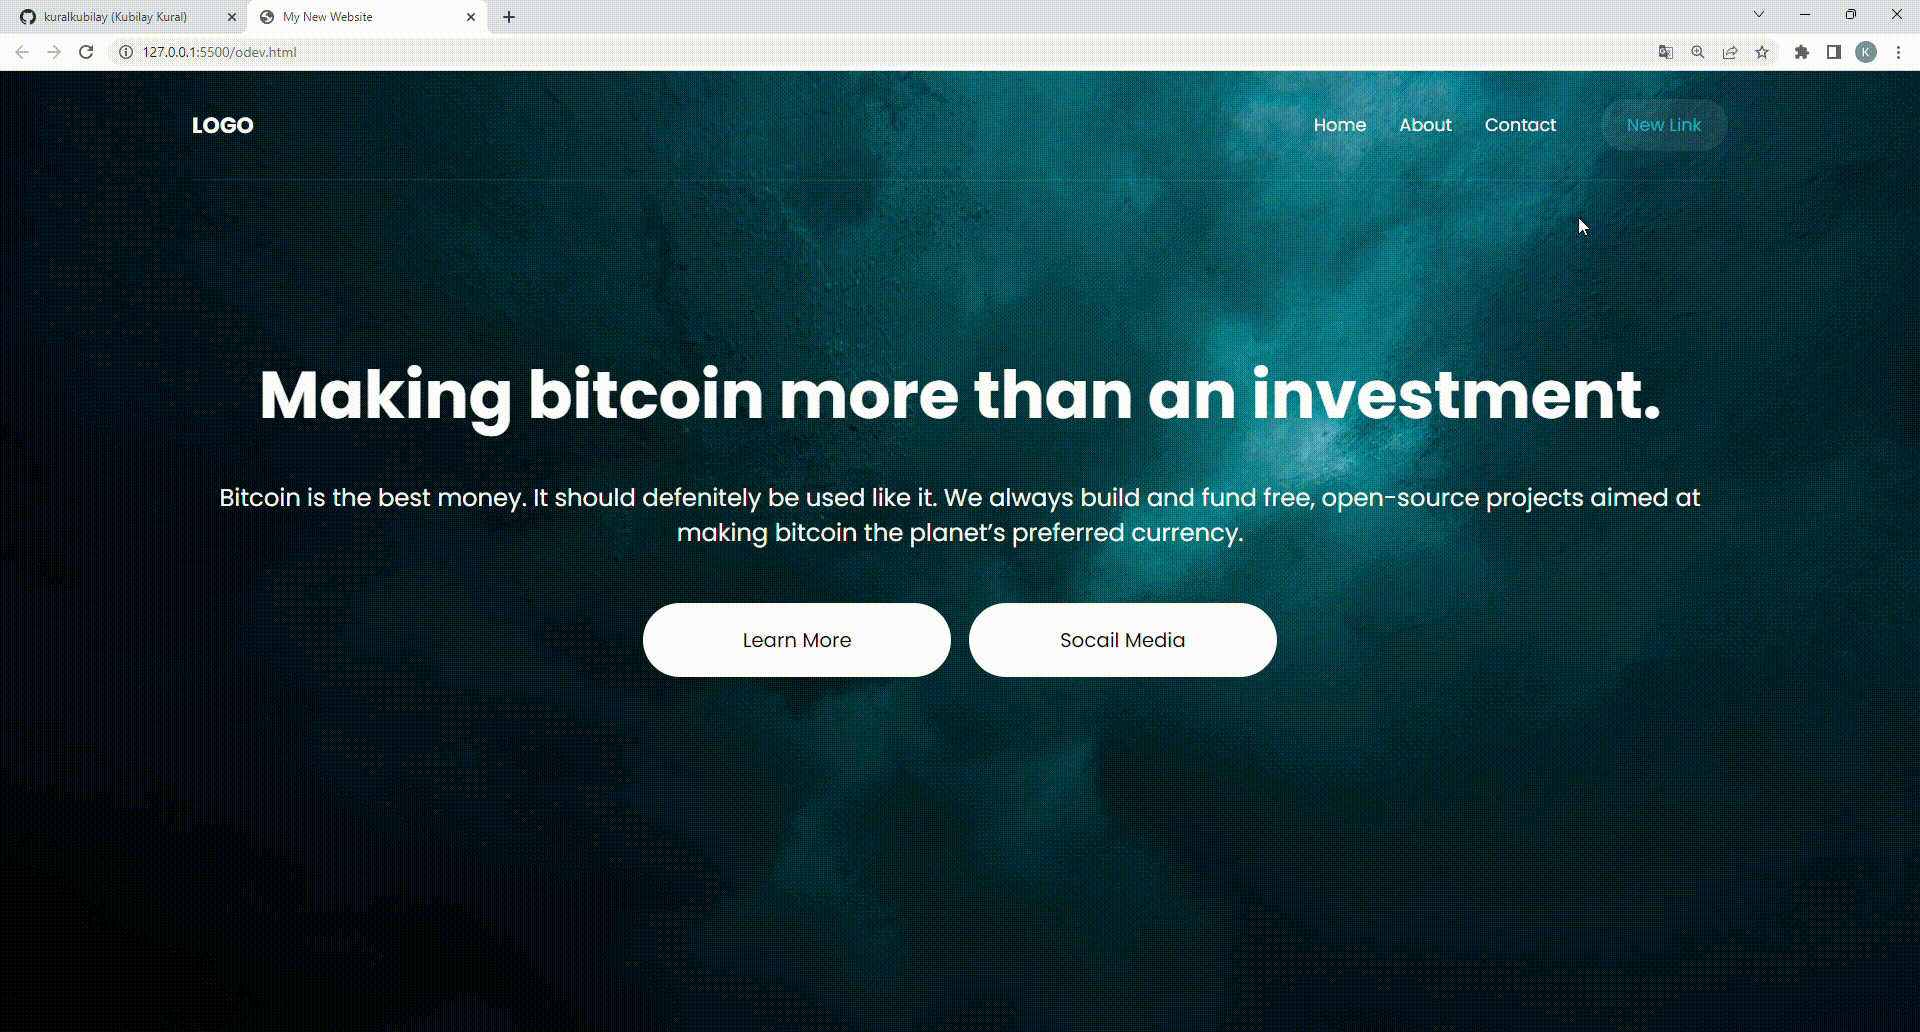 kuralkubilay (Kubilay Kural)
My New Website
127.0.0.1:5500/odev.html
K
LOGO
Home
About
Contact
New Link
Making bitcoin more than an investment.
Bitcoin is the best money. It should defenitely be used like it. We always build and fund free, open-source projects aimed at
making bitcoin the planet’s preferred currency.
Learn More
Socail Media